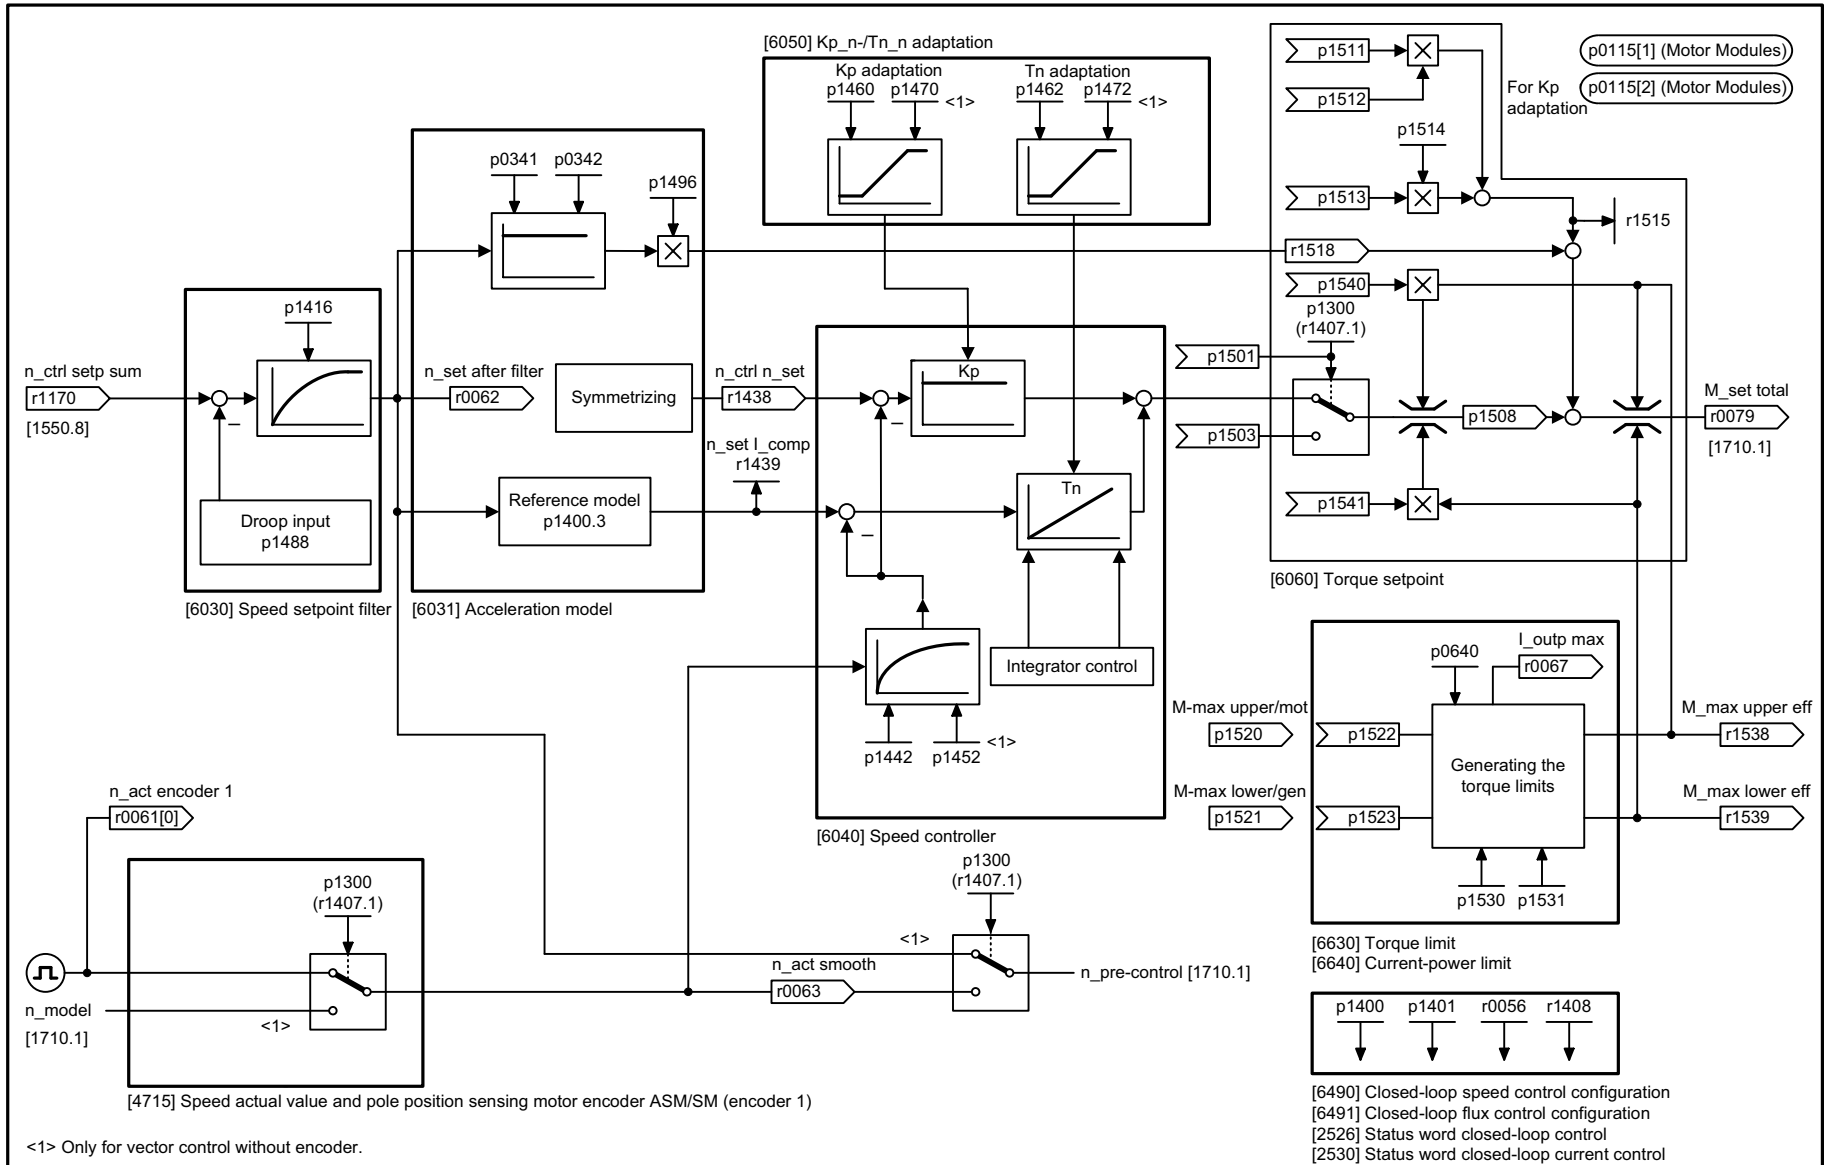 [6050] Kp_n-/Tn_n adaptation
Kp adaptation
Tn adaptation
p1460
p1470
<1>
p1462
p1472
<1>
p1511
p1512
For Kp
adaptation
p0115[1] (Motor Modules)
p0115[2] (Motor Modules)
p1514
p1513
r1515
p0341
p0342
p1496
r1518
p1540
p1300
(r1407.1)
p1501
p1503
p1508
M_set total
r0079
[1710.1]
p1541
[6060] Torque setpoint
n_ctrl setp sum
r1170
[1550.8]
p1416
–
Droop input
p1488
[6030] Speed setpoint filter
n_set after filter
r0062
Symmetrizing
n_ctrl n_set
r1438
n_set I_comp
r1439
Reference model
p1400.3
[6031] Acceleration model
Kp
–
Tn
–
Integrator control
p1442
p1452
<1>
[6040] Speed controller
I_outp max
r0067
p0640
M-max upper/mot
p1520
p1522
Generating the
torque limits
M_max upper eff
r1538
M-max lower/gen
p1521
p1523
M_max lower eff
r1539
p1530
p1531
[6630] Torque limit
[6640] Current-power limit
n_act encoder 1
r0061[0]
p1300
(r1407.1)
n_model
[1710.1]
<1>
[4715] Speed actual value and pole position sensing motor encoder ASM/SM (encoder 1)
n_act smooth
r0063
p1300
(r1407.1)
<1>
n_pre-control [1710.1]
p1400
p1401
r0056
r1408
[6490] Closed-loop speed control configuration
[6491] Closed-loop flux control configuration
[2526] Status word closed-loop control
[2530] Status word closed-loop current control
<1> Only for vector control without encoder.